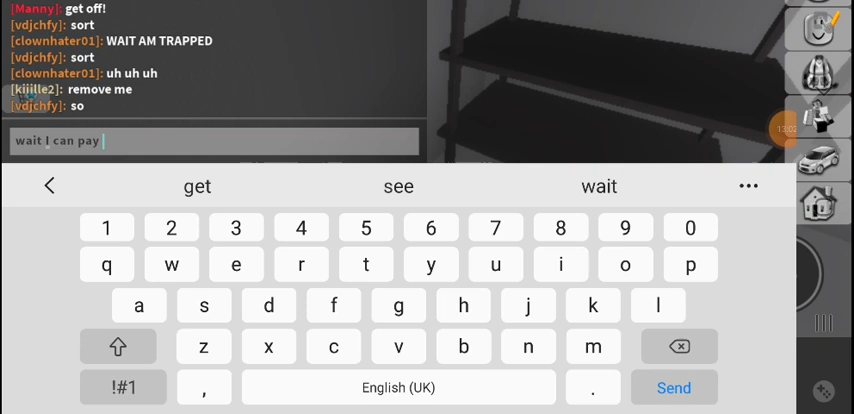 [Manny]: get off!
[vdjchfy]: sort
[clownhater01]: WAIT AM TRAPPED
[vdjchfy]: sort
[clownhater01]: uh uh uh
[kiiille2]: remove me
[vdjchfy]: so
13:02
wait I can pay
get see wait
1 2 3 4 5 6 7 8 9 0
q w e r t y u i o p
a s d f g h j k l
z x c v b n m
!#1 , English (UK) . Send